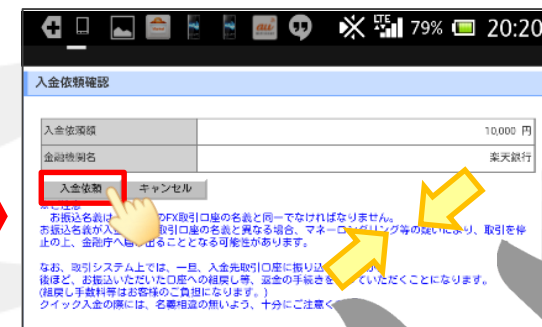 au
LTE
79%
20:20
入金依頼確認
入金依頼額
10,000 円
金融機関名
楽天銀行
入金依頼
キャンセル
お振込名義は
のFX取引口座の名義と同一でなければなりません。
お振込名義が入
取引口座の名義と異なる場合、マネーロンダリング等の疑いにより、取引を停
止の上、金融庁へ届け出ることとなる可能性があります。
なお、取引システム上では、一旦、入金先取引口座に振り込
後ほど、お振込いただいた口座への組戻し等、返金の手続きを
ていただくことになります。
(組戻し手数料等はお客様のご負担になります。)
クイック入金の際には、名義相違の無いよう、十分にご注意く